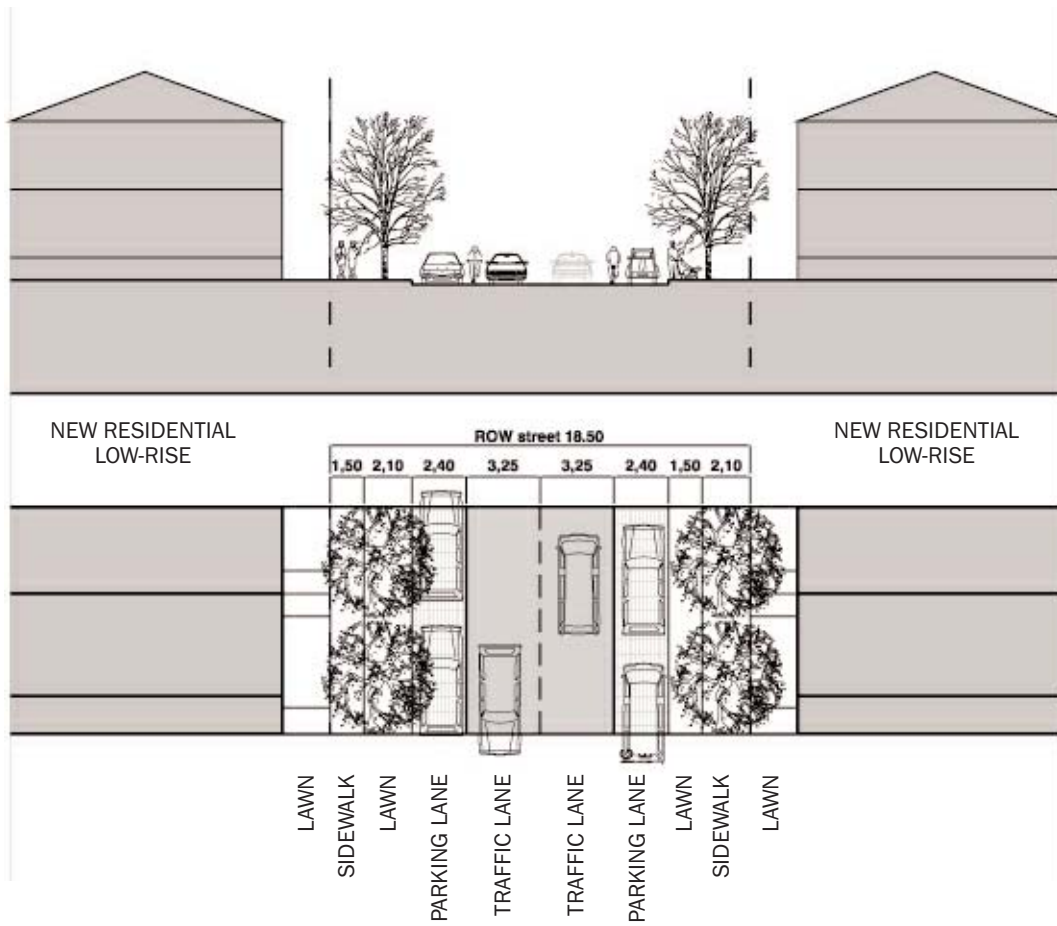 NEW RESIDENTIAL
LOW-RISE
ROW street 18.50
NEW RESIDENTIAL
LOW-RISE
1,50 2,10 2,40 3,25 3,25 2,40 1,50 2,10
LAWN
SIDEWALK
LAWN
PARKING LANE
TRAFFIC LANE
TRAFFIC LANE
PARKING LANE
LAWN
SIDEWALK
LAWN